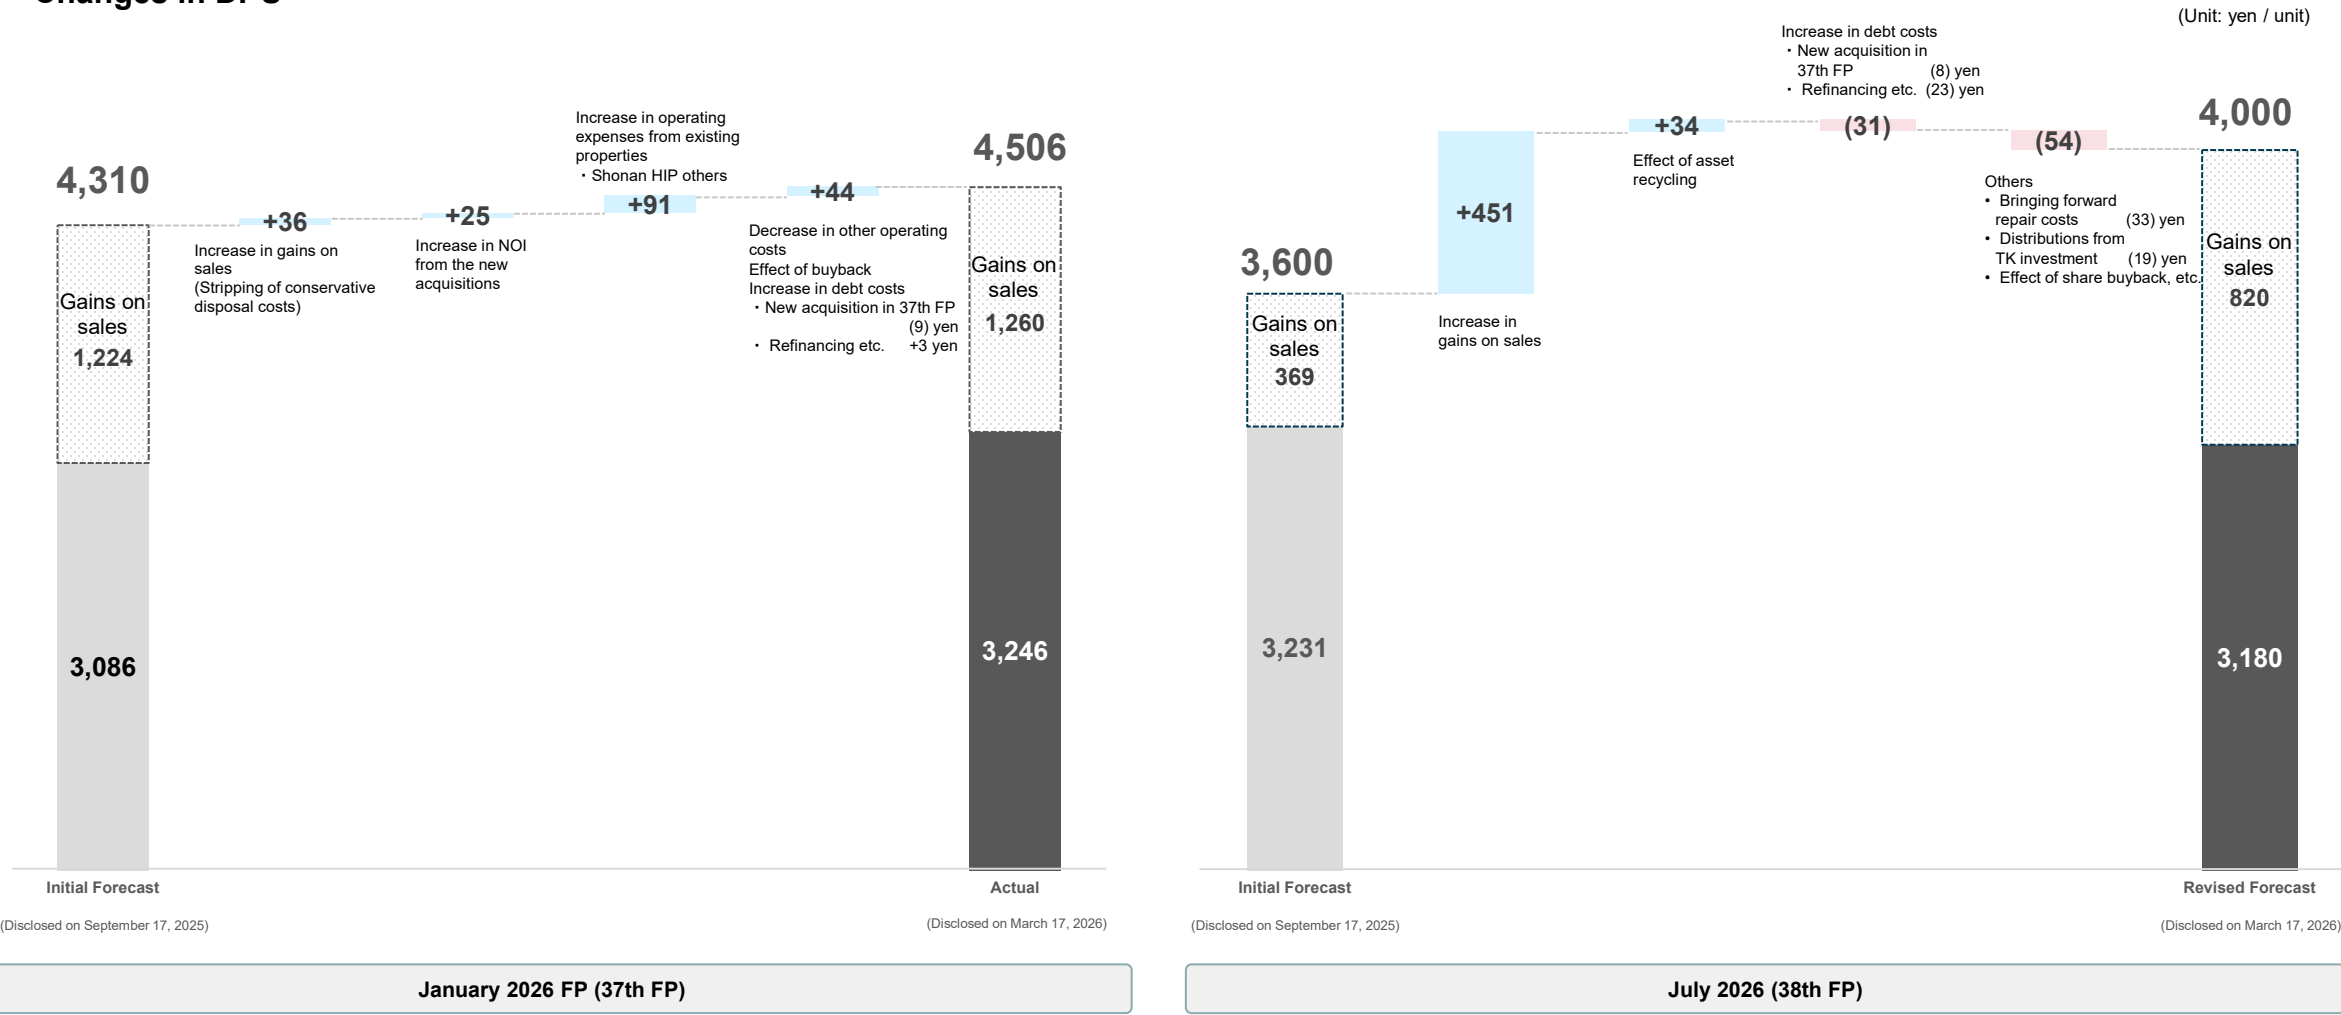 Changes in DPU
(Unit: yen / unit)
4,310
Gains on
sales
1,224
3,086
+36
Increase in gains on
sales
(Stripping of conservative
disposal costs)
+25
Increase in NOI
from the new
acquisitions
Increase in operating
expenses from existing
properties
・Shonan HIP others
+91
+44
Decrease in other operating
costs
Effect of buyback
Increase in debt costs
・New acquisition in 37th FP
(9) yen
・ Refinancing etc. +3 yen
4,506
Gains on
sales
1,260
3,246
Initial Forecast
(Disclosed on September 17, 2025)
Actual
(Disclosed on March 17, 2026)
January 2026 FP (37th FP)
3,600
Gains on
sales
369
3,231
+451
Increase in
gains on sales
+34
Effect of asset
recycling
Increase in debt costs
・New acquisition in
37th FP (8) yen
・ Refinancing etc. (23) yen
(31)
(54)
Others
• Bringing forward
repair costs (33) yen
• Distributions from
TK investment (19) yen
• Effect of share buyback, etc.
4,000
Gains on
sales
820
3,180
Initial Forecast
(Disclosed on September 17, 2025)
Revised Forecast
(Disclosed on March 17, 2026)
July 2026 (38th FP)